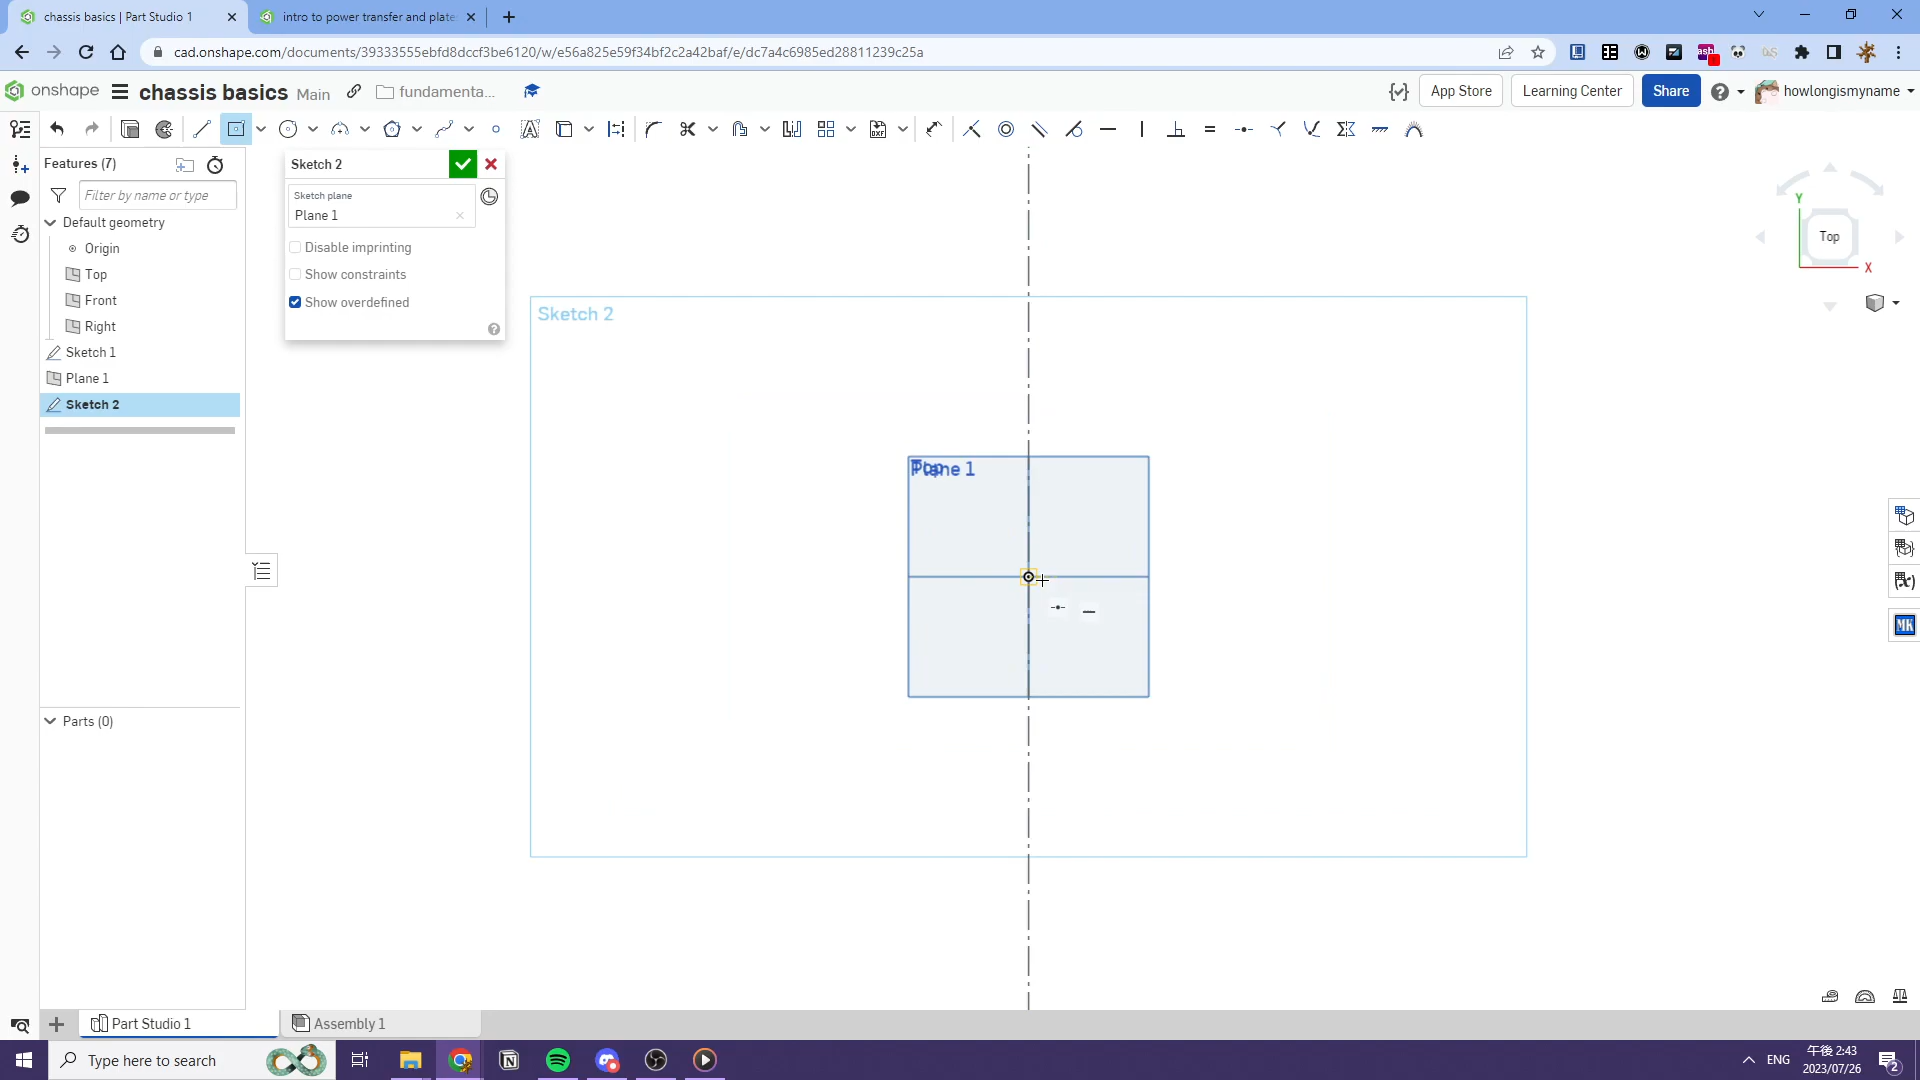 chassis basics | Part Studio 1
intro to power transfer and plate
cad.onshape.com/documents/39333555ebfd8dccf3be6120/w/e56a825e59f34bf2c2a42baf/e/dc7a4c6985ed28811239c25a
onshape
chassis basics Main
fundamenta...
App Store
Learning Center
Share
howlongismyname
Features (7)
Filter by name or type
Default geometry
Origin
Top
Front
Right
Sketch 1
Plane 1
Sketch 2
Parts (0)
Sketch 2
Sketch plane
Plane 1
Disable imprinting
Show constraints
Show overdefined
Sketch 2
Top
Plane 1
Y
Top
X
MK
Part Studio 1
Assembly 1
Type here to search
ENG
午後 2:43
2023/07/26
2